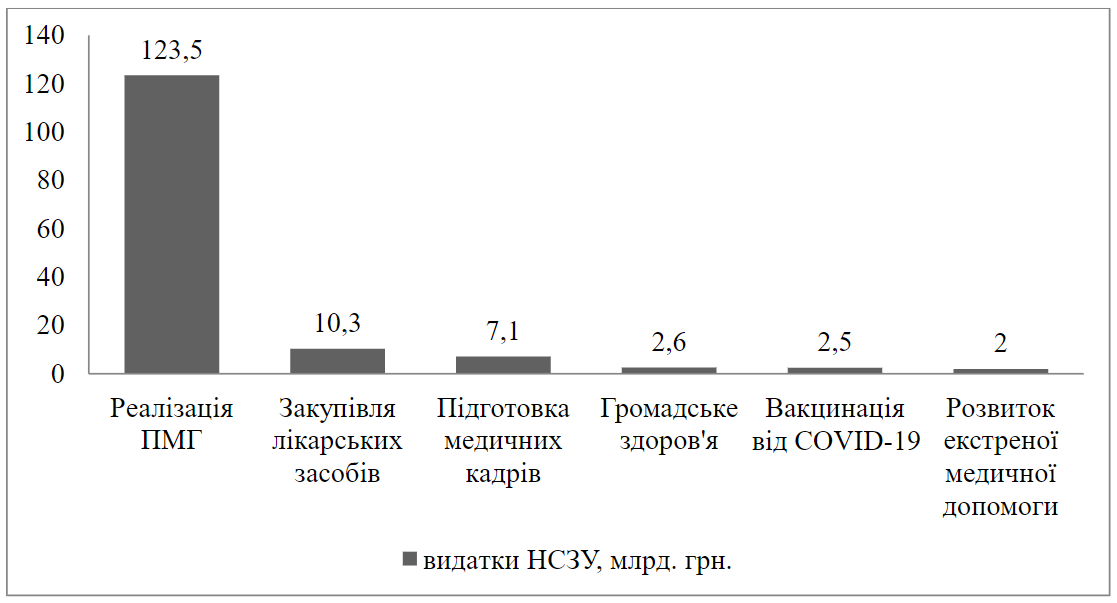 140
120
100
80
60
40
20
0
123,5
10,3
7,1
2,6
2,5
2
Реалізація
ПМГ
Закупівля
лікарських
засобів
Підготовка
медичних
кадрів
Громадське
здоров'я
Вакцинація
від COVID-19
Розвиток
екстреної
медичної
допомоги
видатки НСЗУ, млрд. грн.